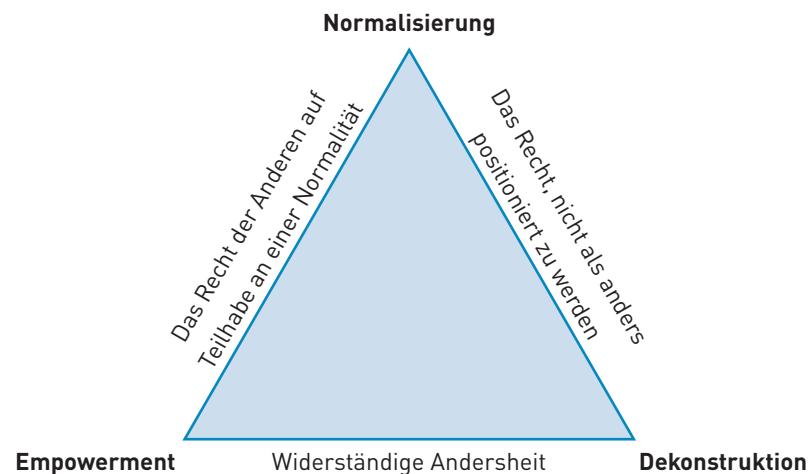 Normalisierung
Das Recht der Anderen auf
Teilhabe an einer Normalität
Das Recht, nicht als anders
positioniert zu werden
Empowerment
Widerständige Andersheit
Dekonstruktion